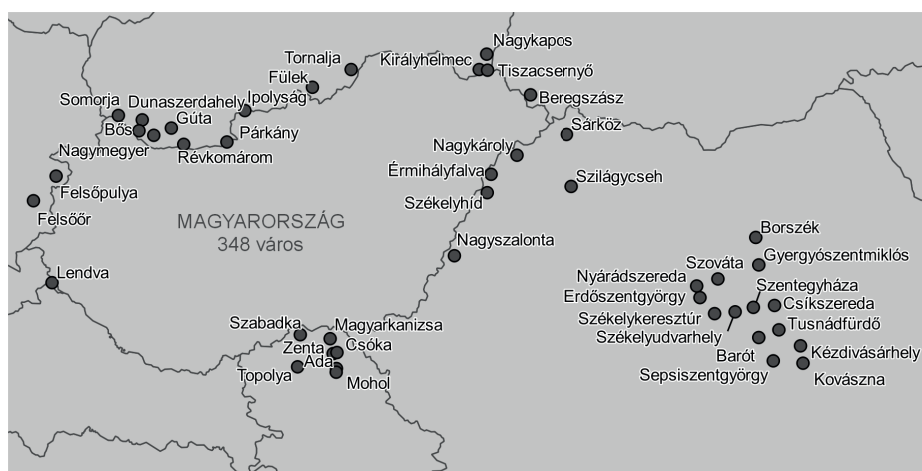 Nagykapos
Tornalja
Királyhelmec
Tiszacsernyő
Fülek
Somorja
Dunaszerdahely
Ipolyság
Beregszász
Bős
Gúta
Párkány
Sárköz
Nagymegyer
Révkomárom
Nagykároly
Érmihályfalva
Szilágycseh
Felsőpulya
Székelyhíd
Felsőőr
MAGYARORSZÁG
348 város
Borszék
Nagyszalonta
Gyergyószentmiklós
Lendva
Szováta
Nyárádszereda
Szentegyháza
Erdőszentgyörgy
Csíkszereda
Székelykeresztúr
Szabadka
Magyarkanizsa
Tusnádfürdő
Székelyudvarhely
Zenta
Csóka
Ada
Barót
Kézdivásárhely
Topolya
Mohol
Sepsiszentgyörgy
Kovászna